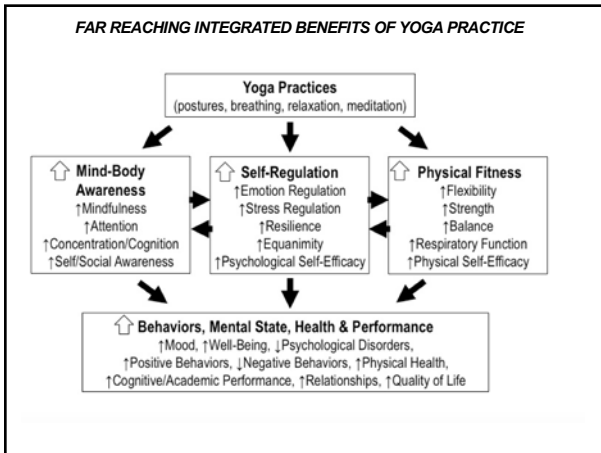 FAR REACHING INTEGRATED BENEFITS OF YOGA PRACTICE
Yoga Practices
(postures, breathing, relaxation, meditation)
Mind-Body
Awareness
↑Mindfulness
↑Attention
↑Concentration/Cognition
↑Self/Social Awareness
Self-Regulation
↑Emotion Regulation
↑Stress Regulation
↑Resilience
↑Equanimity
↑Psychological Self-Efficacy
Physical Fitness
↑Flexibility
↑Strength
↑Balance
↑Respiratory Function
↑Physical Self-Efficacy
Behaviors, Mental State, Health & Performance
↑Mood, ↑Well-Being, ↓Psychological Disorders,
↑Positive Behaviors, ↓Negative Behaviors, ↑Physical Health,
↑Cognitive/Academic Performance, ↑Relationships, ↑Quality of Life